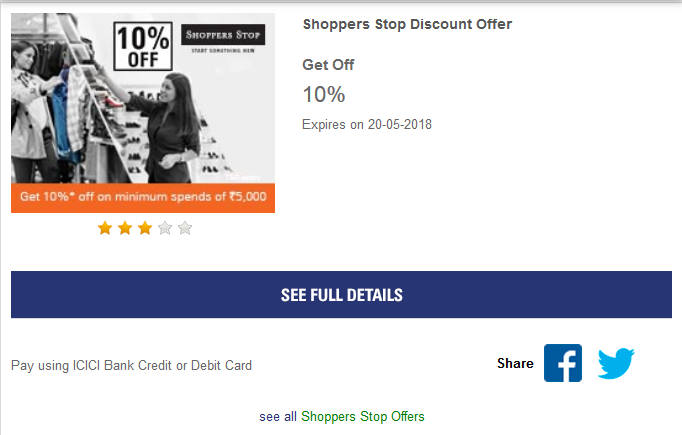 10%
OFF
SHOPPERS STOP
START SOMETHING NEW
Get 10%* off on minimum spends of ₹5,000
Shoppers Stop Discount Offer
Get Off
10%
Expires on 20-05-2018
SEE FULL DETAILS
Pay using ICICI Bank Credit or Debit Card
Share
see all Shoppers Stop Offers